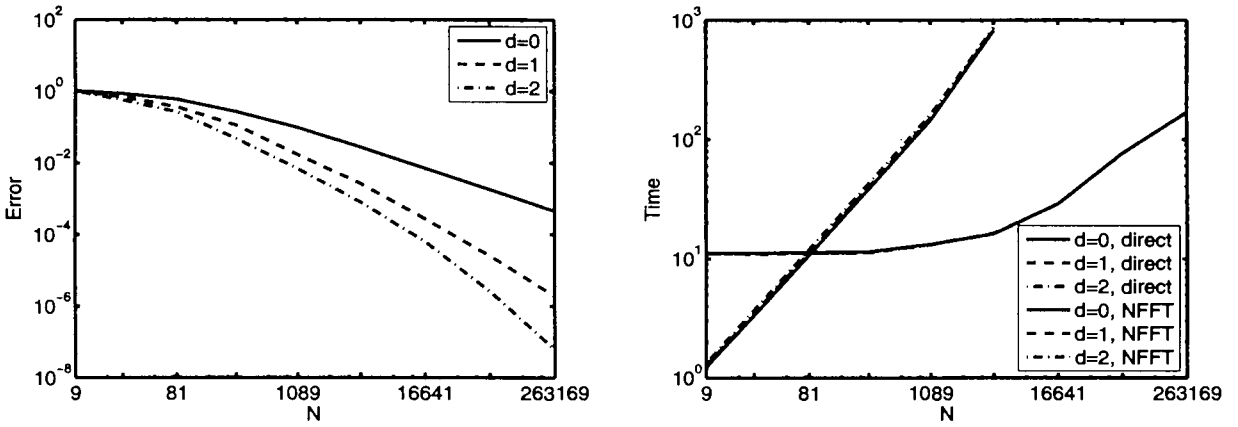 10^2
10^0
10^-2
10^-4
10^-6
10^-8
Error
9
81
1089
16641
263169
N
d=0
d=1
d=2
10^3
10^2
10^1
10^0
Time
9
81
1089
16641
263169
N
d=0, direct
d=1, direct
d=2, direct
d=0, NFFT
d=1, NFFT
d=2, NFFT